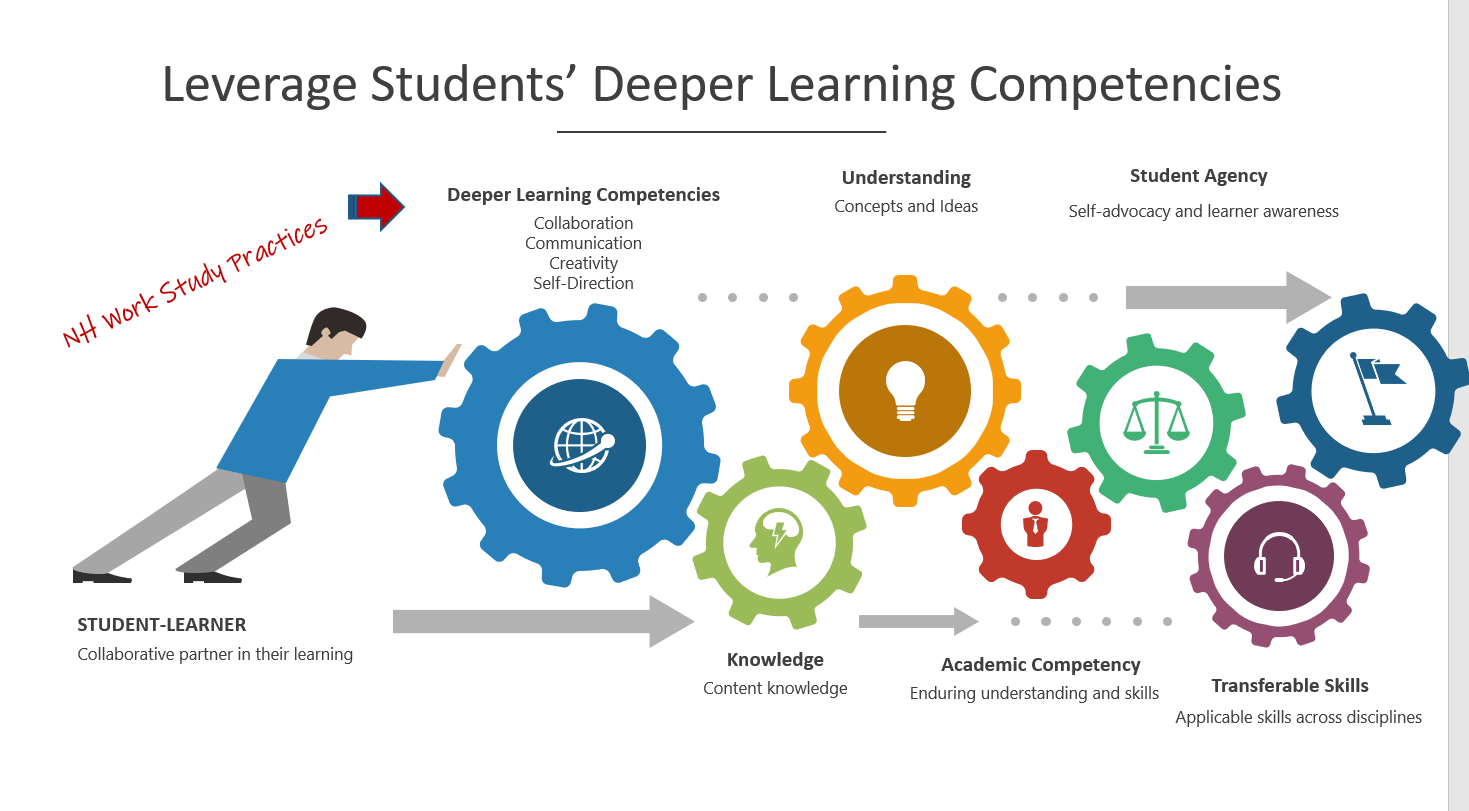 Leverage Students’ Deeper Learning Competencies
NH Work Study Practices
Deeper Learning Competencies
Collaboration
Communication
Creativity
Self-Direction
Understanding
Concepts and Ideas
Student Agency
Self-advocacy and learner awareness
STUDENT-LEARNER
Collaborative partner in their learning
Knowledge
Content knowledge
Academic Competency
Enduring understanding and skills
Transferable Skills
Applicable skills across disciplines